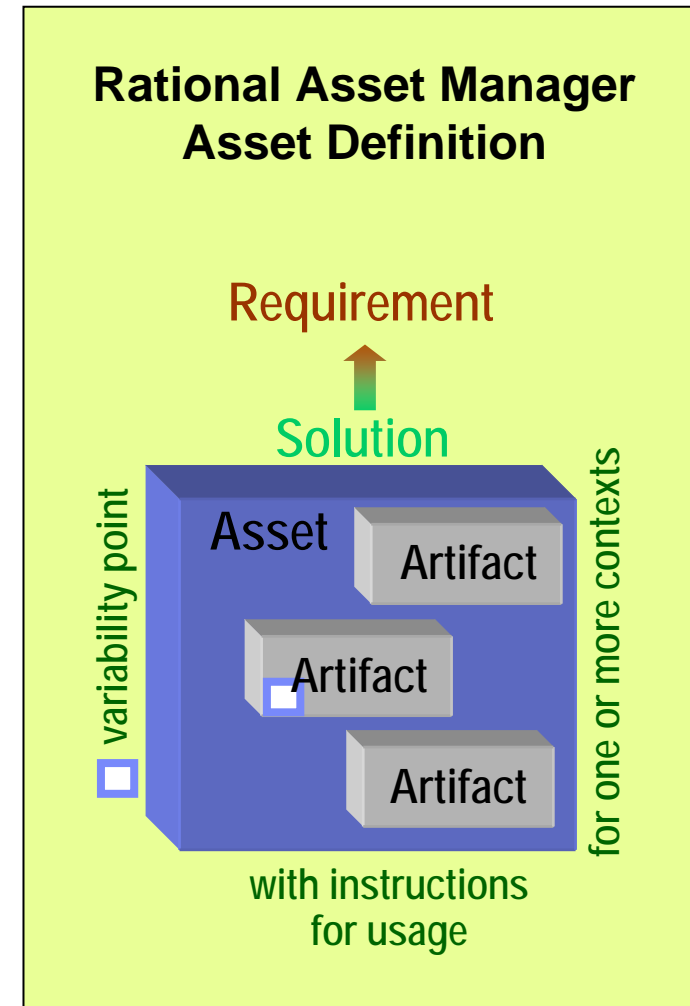 Rational Asset Manager
Asset Definition
Requirement
Solution
Asset
Artifact
Artifact
Artifact
variability point
for one or more contexts
with instructions
for usage